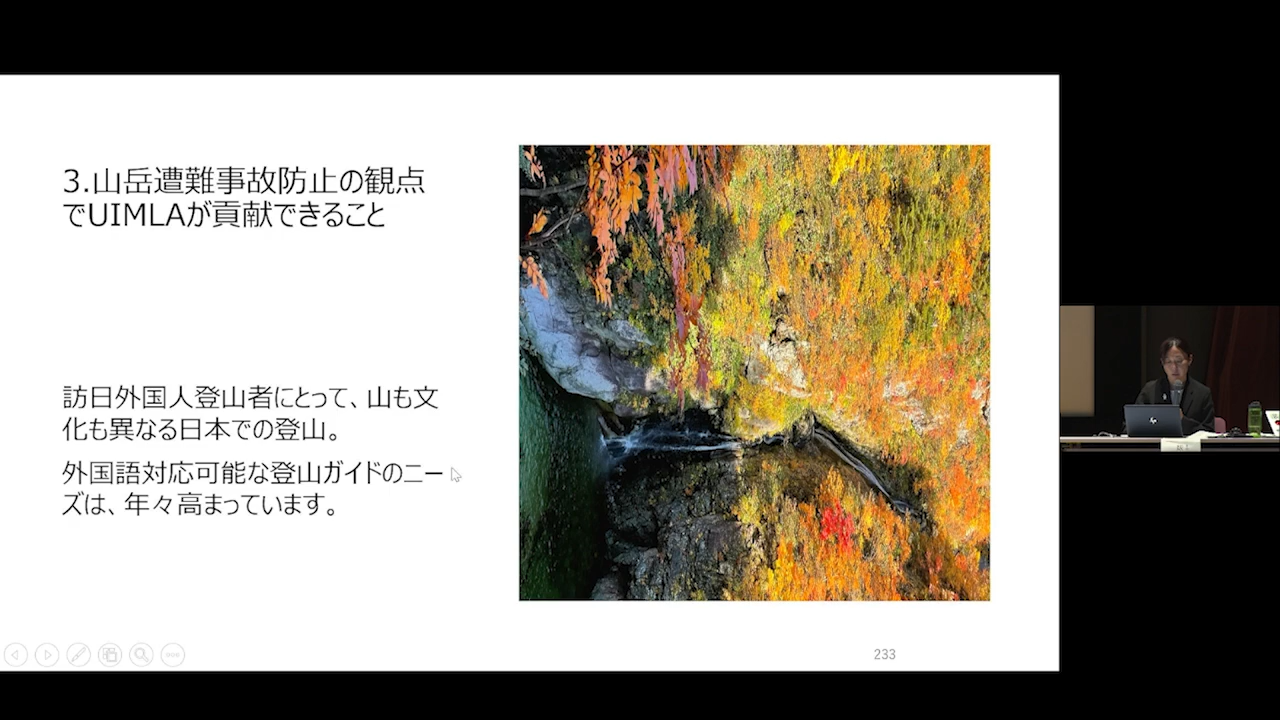 3.山岳遭難事故防止の観点
でUIMLAが貢献できること
訪日外国人登山者にとって、山も文
化も異なる日本での登山。
外国語対応可能な登山ガイドのニー
ズは、年々高まっています。
233